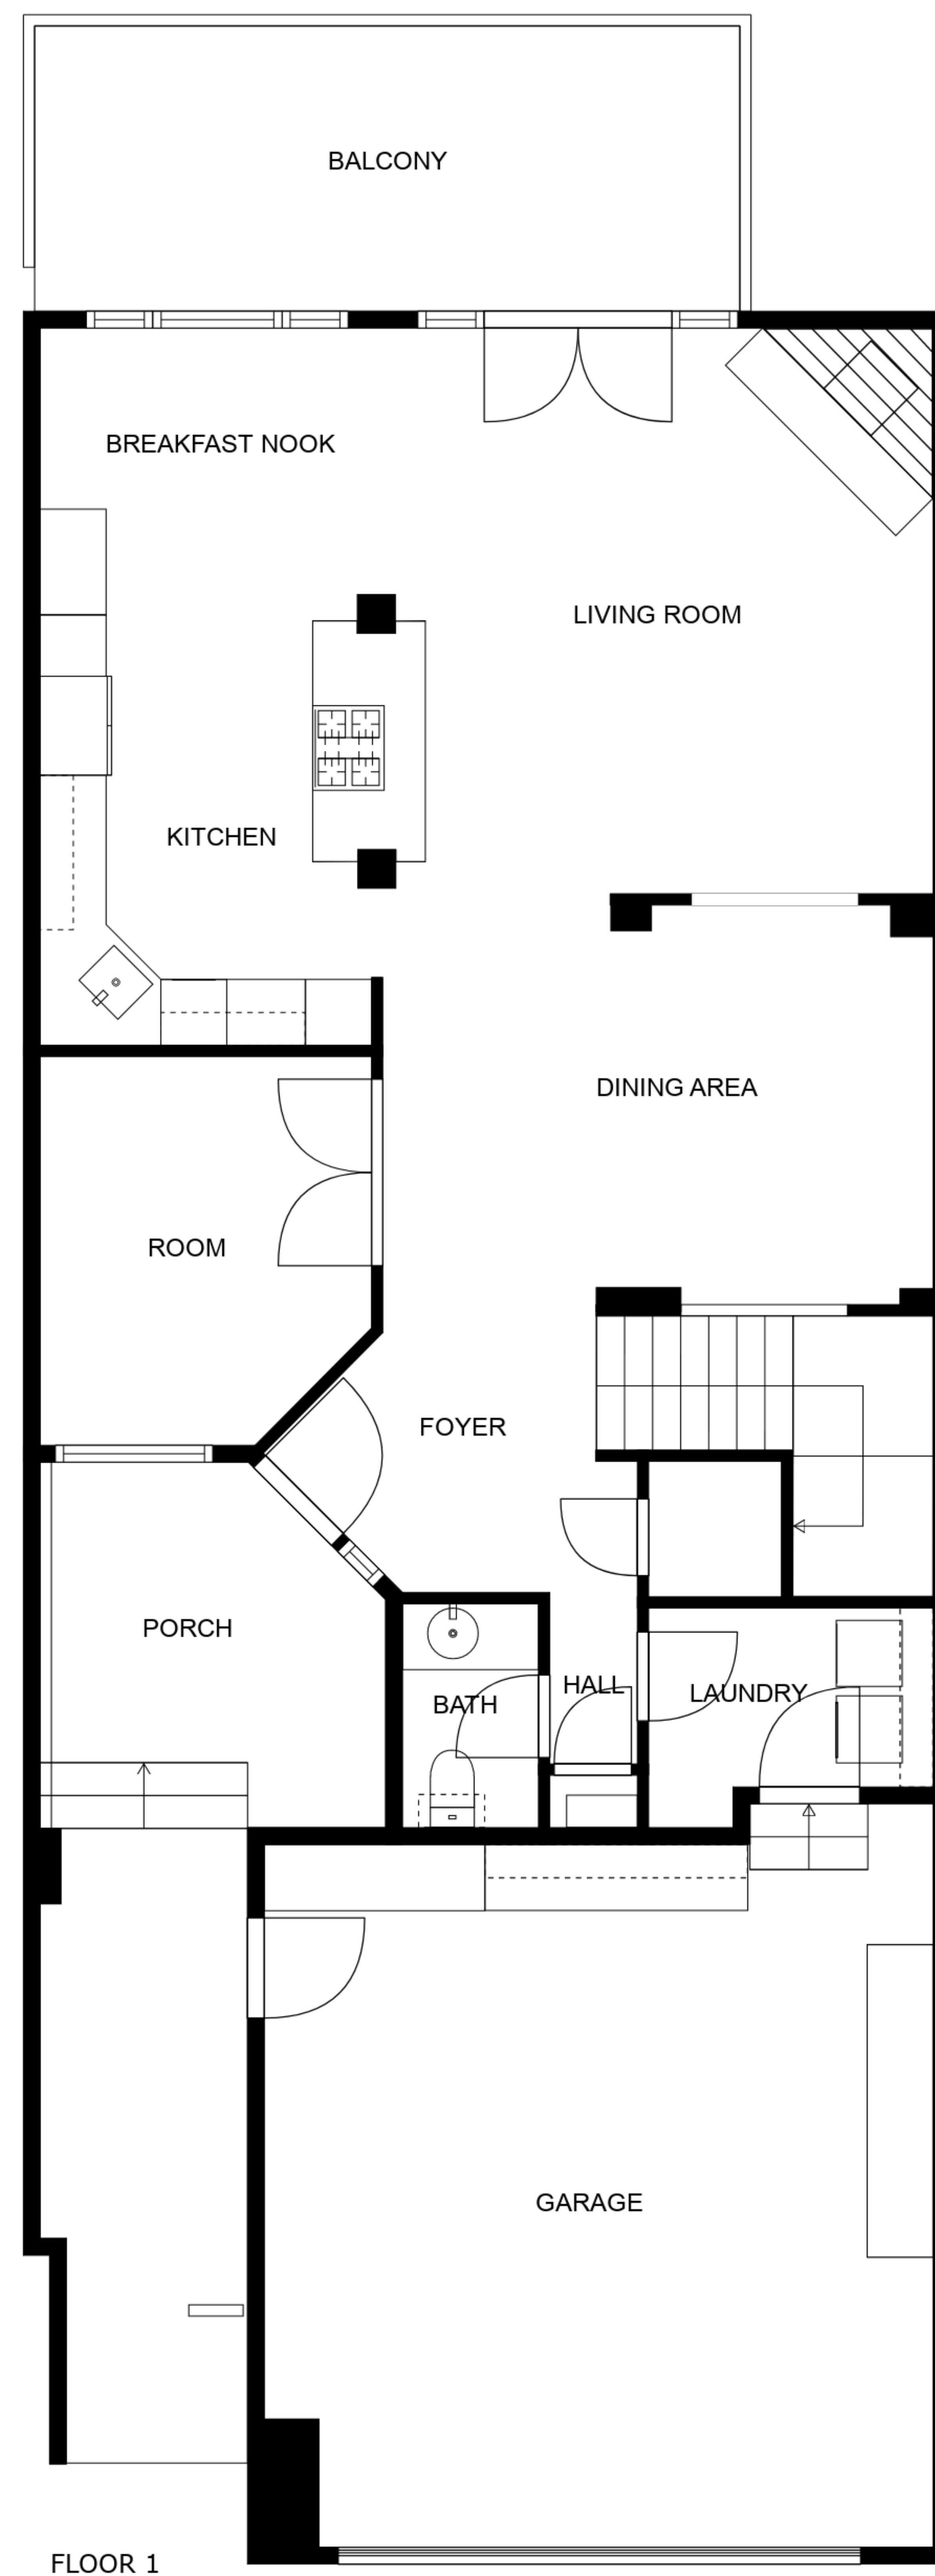 BALCONY
BREAKFAST NOOK
LIVING ROOM
KITCHEN
DINING AREA
ROOM
FOYER
PORCH
HALL
LAUNDRY
BATH
GARAGE
FLOOR 1